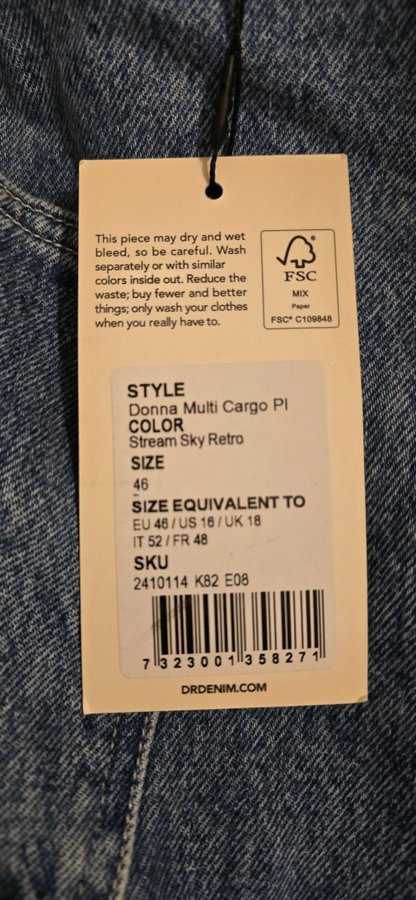 This piece may dry and wet
bleed, so be careful. Wash
separately or with similar
colors inside out. Reduce the
waste; buy fewer and better
things; only wash your clothes
when you really have to.
FSC
MIX
Paper
FSC® C109848
STYLE
Donna Multi Cargo Pl
COLOR
Stream Sky Retro
SIZE
46
SIZE EQUIVALENT TO
EU 46 / US 16 / UK 18
IT 52 / FR 48
SKU
2410114 K82 E08
7 323001 358271
DRDENIM.COM